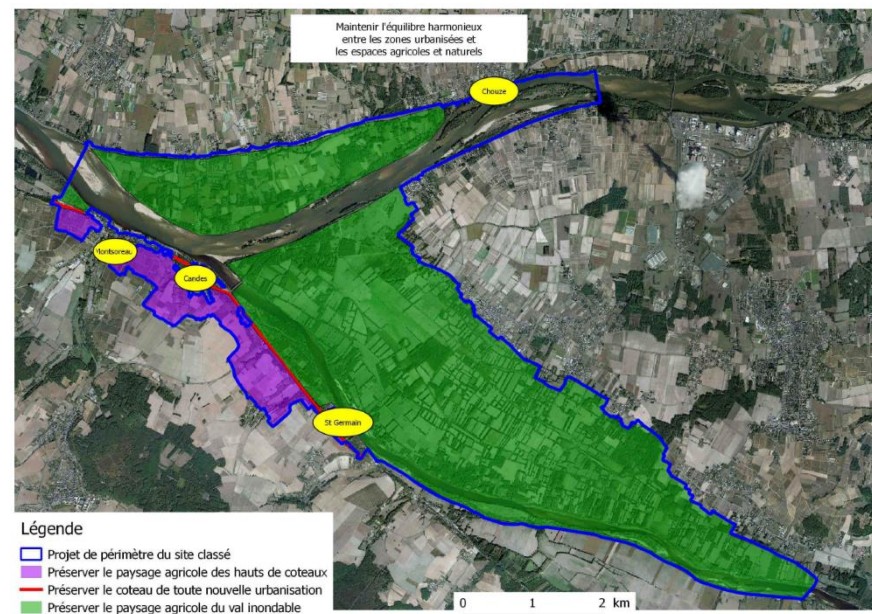 Maintenir l'équilibre harmonieux
entre les zones urbanisées et
les espaces agricoles et naturels
Chouze
Montsoreau
Candes
St Germain
Légende
Projet de périmètre du site classé
Préserver le paysage agricole des hauts de coteaux
Préserver le coteau de toute nouvelle urbanisation
Préserver le paysage agricole du val inondable
0 1 2 km